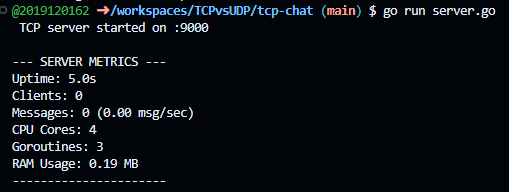 @2019120162 ➜ /workspaces/TCPvsUDP/tcp-chat (main) $ go run server.go
TCP server started on :9000
--- SERVER METRICS ---
Uptime: 5.0s
Clients: 0
Messages: 0 (0.00 msg/sec)
CPU Cores: 4
Goroutines: 3
RAM Usage: 0.19 MB
----------------------